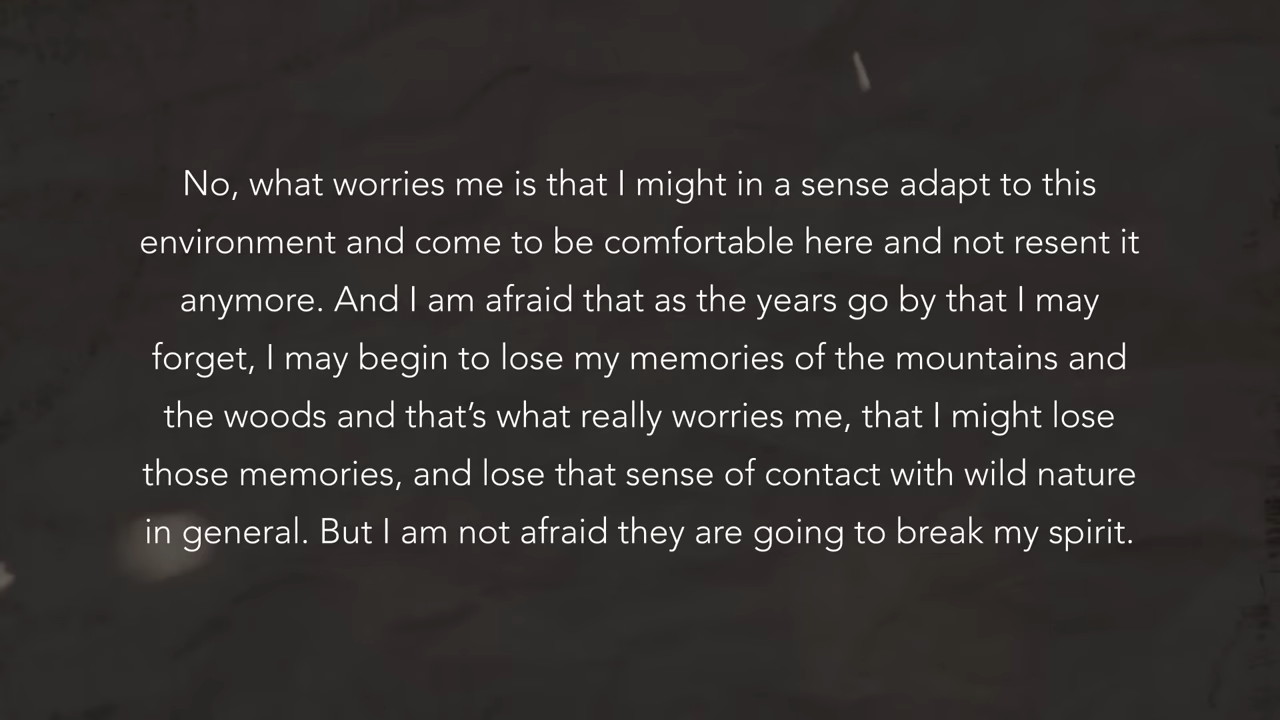 No, what worries me is that I might in a sense adapt to this
environment and come to be comfortable here and not resent it
anymore. And I am afraid that as the years go by that I may
forget, I may begin to lose my memories of the mountains and
the woods and that’s what really worries me, that I might lose
those memories, and lose that sense of contact with wild nature
in general. But I am not afraid they are going to break my spirit.